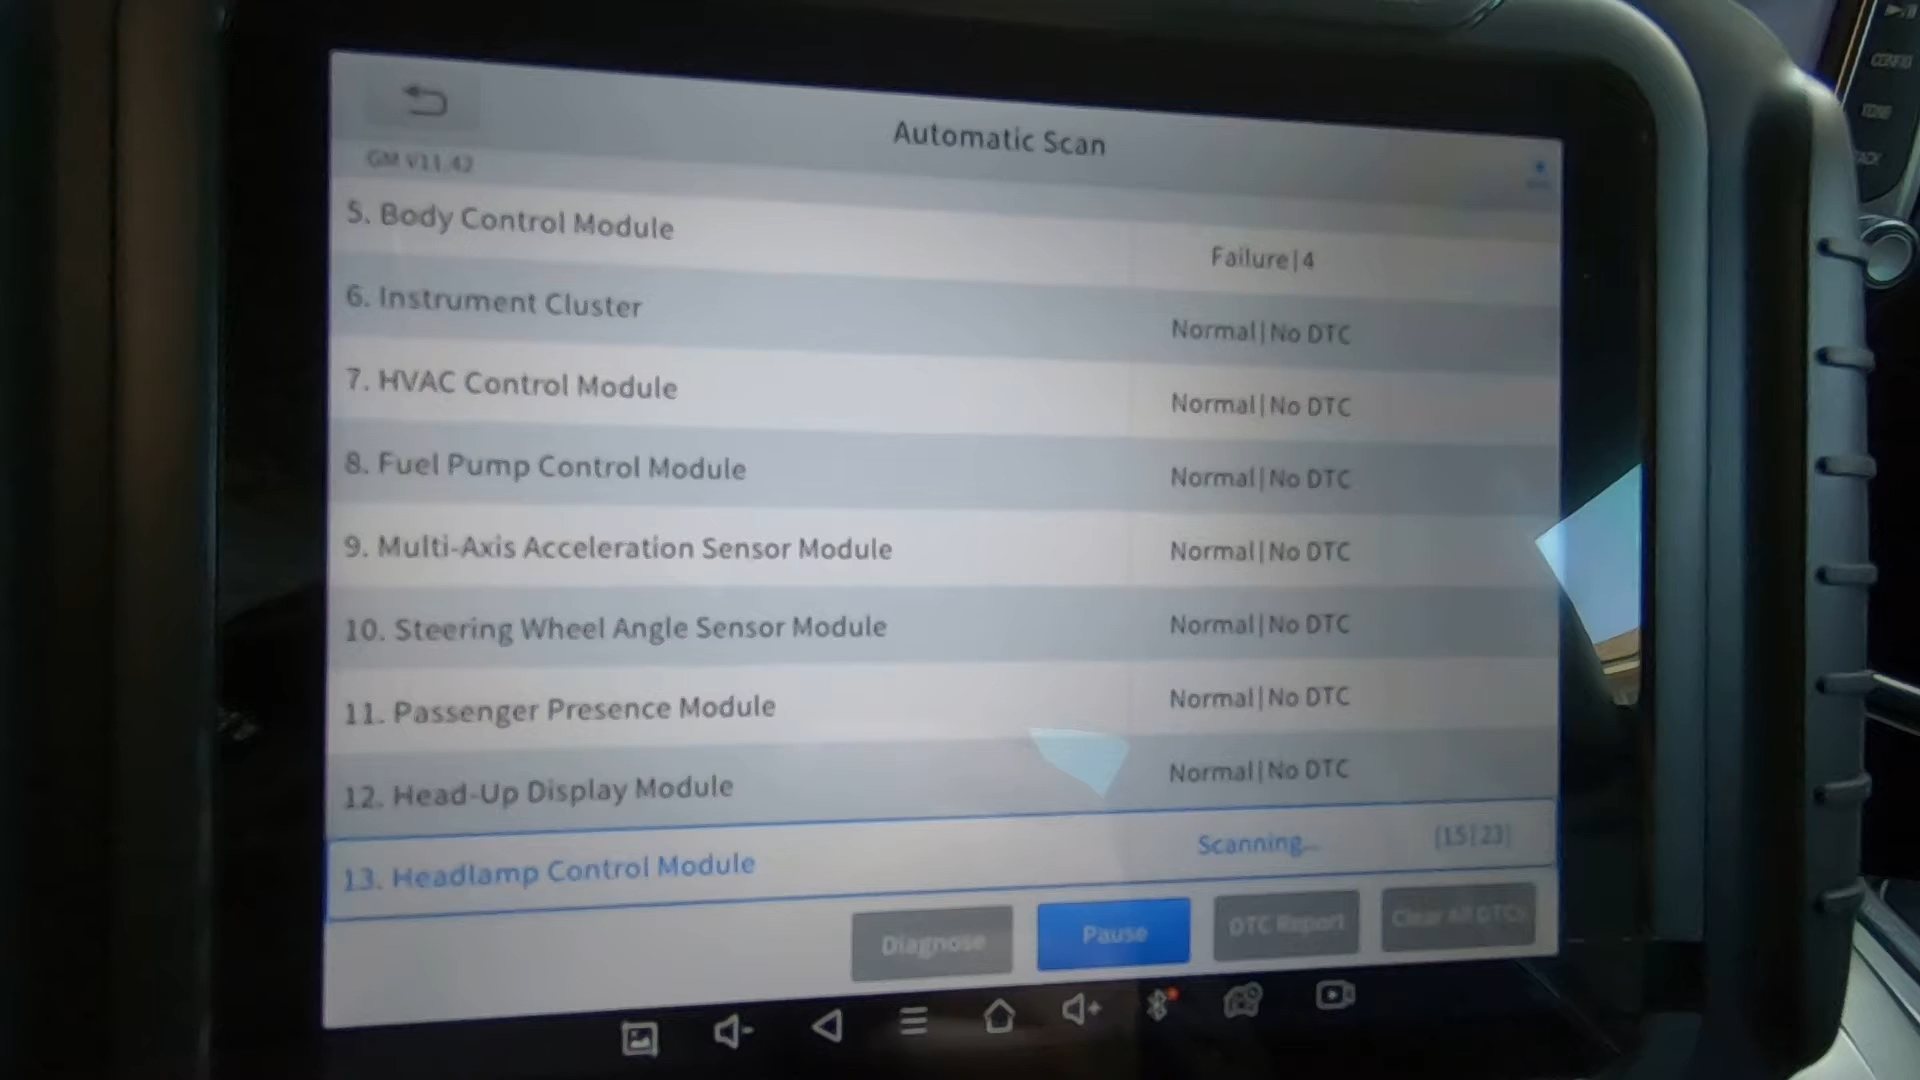 Automatic Scan
GM V11.42
5. Body Control Module Failure|4
6. Instrument Cluster Normal|No DTC
7. HVAC Control Module Normal|No DTC
8. Fuel Pump Control Module Normal|No DTC
9. Multi-Axis Acceleration Sensor Module Normal|No DTC
10. Steering Wheel Angle Sensor Module Normal|No DTC
11. Passenger Presence Module Normal|No DTC
12. Head-Up Display Module Normal|No DTC
13. Headlamp Control Module Scanning... [15|23]
Diagnose Pause DTC Report Clear All DTCs
CONFIG